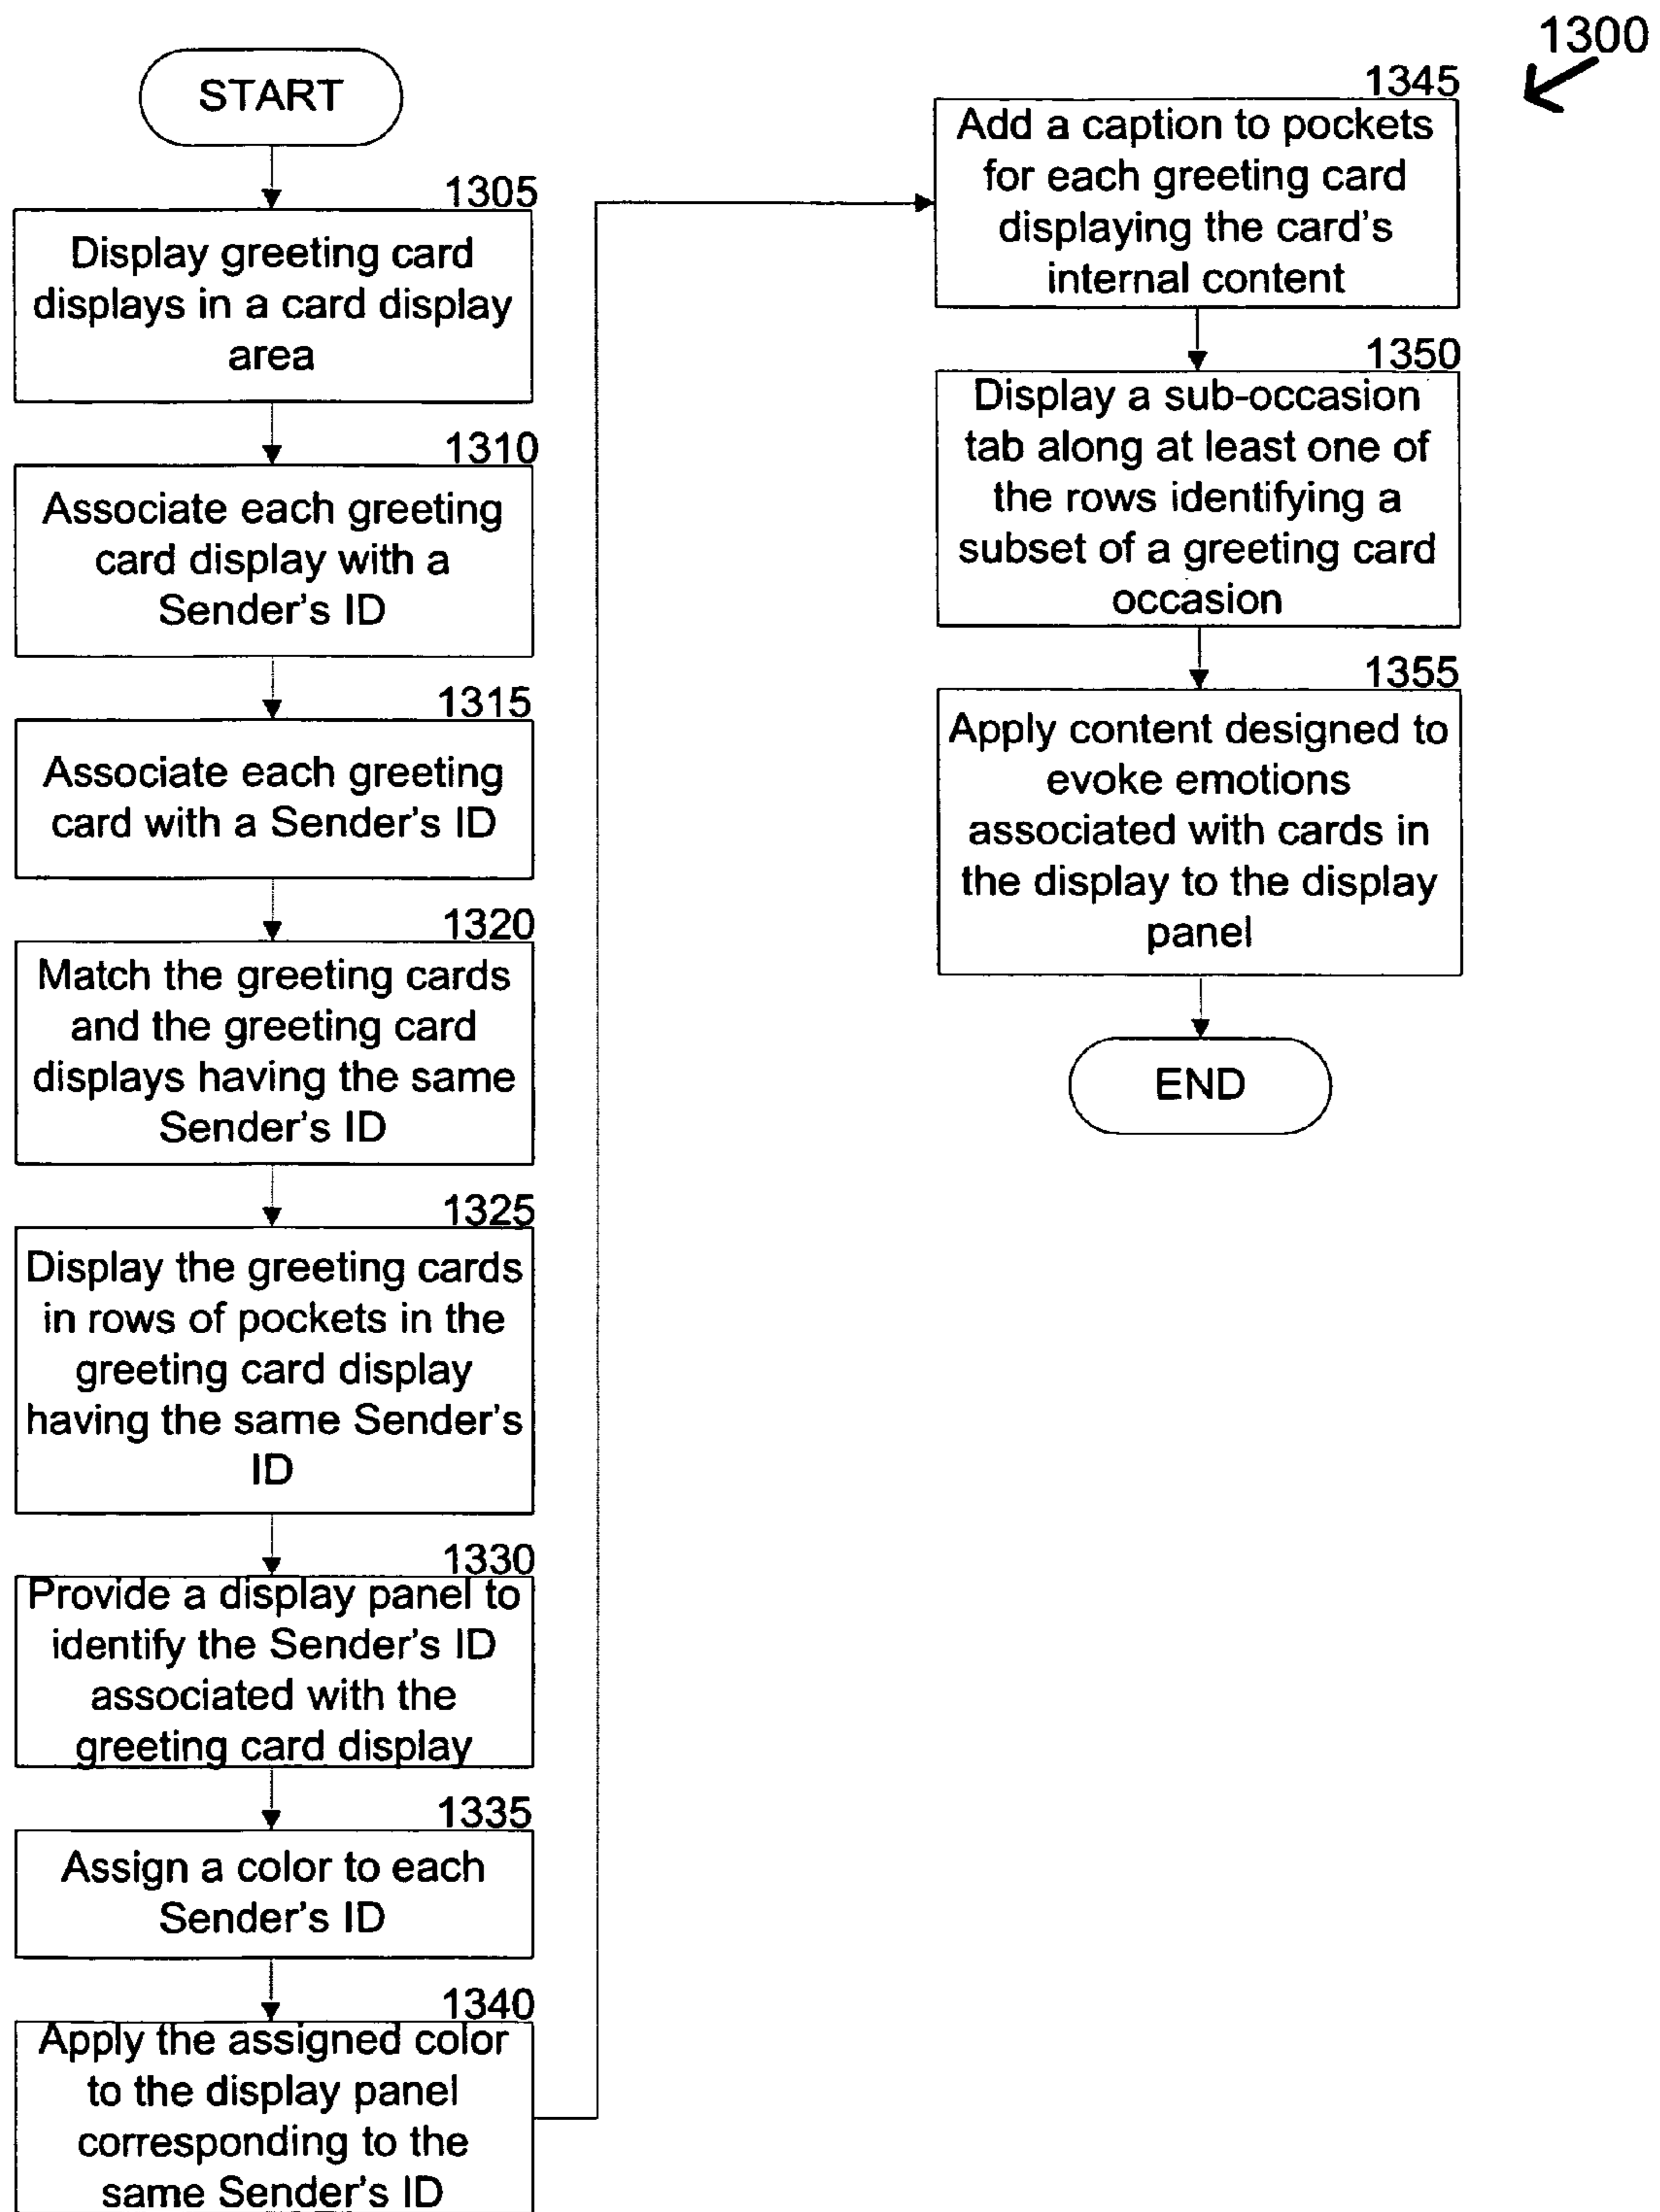 START
1305
Display greeting card
displays in a card display
area
1310
Associate each greeting
card display with a
Sender's ID
1315
Associate each greeting
card with a Sender's ID
1320
Match the greeting cards
and the greeting card
displays having the same
Sender's ID
1325
Display the greeting cards
in rows of pockets in the
greeting card display
having the same Sender's
ID
1330
Provide a display panel to
identify the Sender's ID
associated with the
greeting card display
1335
Assign a color to each
Sender's ID
1340
Apply the assigned color
to the display panel
corresponding to the
same Sender's ID
1300
1345
Add a caption to pockets
for each greeting card
displaying the card's
internal content
1350
Display a sub-occasion
tab along at least one of
the rows identifying a
subset of a greeting card
occasion
1355
Apply content designed to
evoke emotions
associated with cards in
the display to the display
panel
END